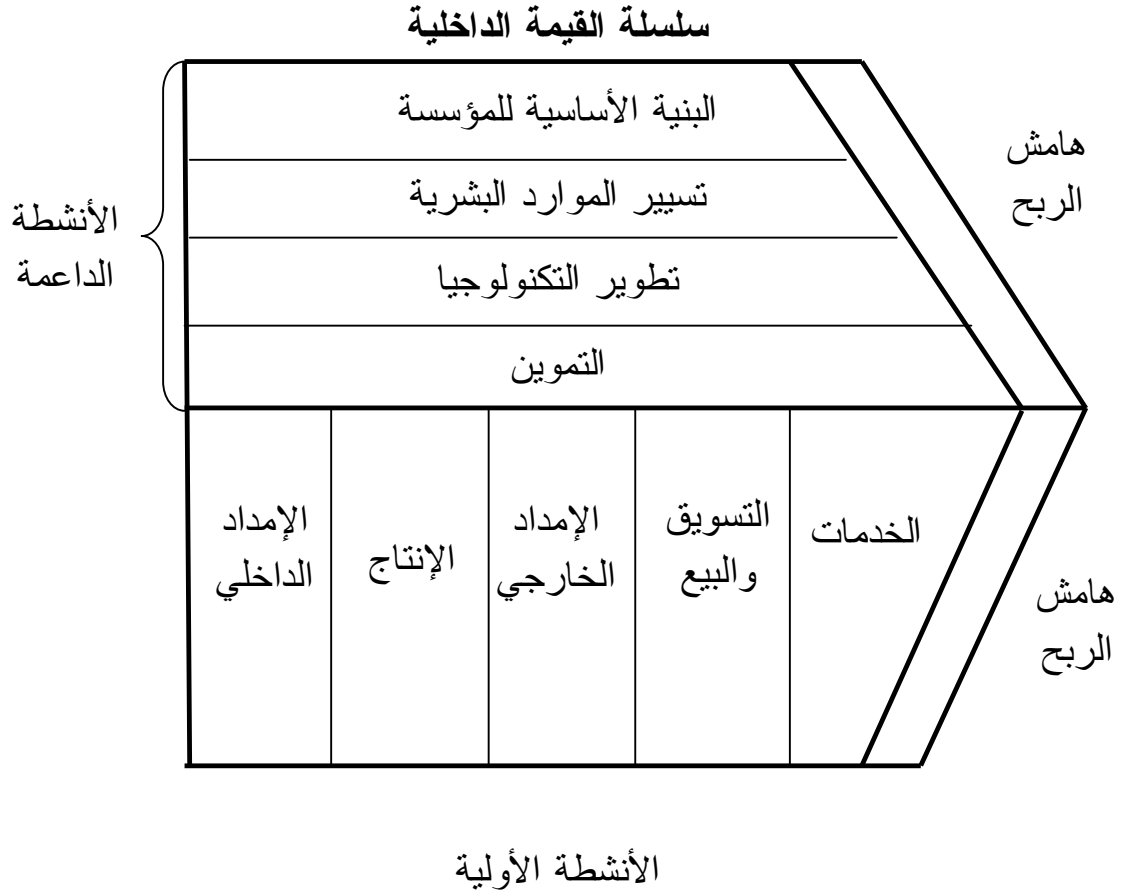 سلسلة القيمة الداخلية
البنية الأساسية للمؤسسة
هامش
الربح
تسيير الموارد البشرية
الأنشطة
الداعمة
تطوير التكنولوجيا
التموين
الإمداد
الداخلي
الإنتاج
الإمداد
الخارجي
التسويق
والبيع
الخدمات
هامش
الربح
الأنشطة الأولية